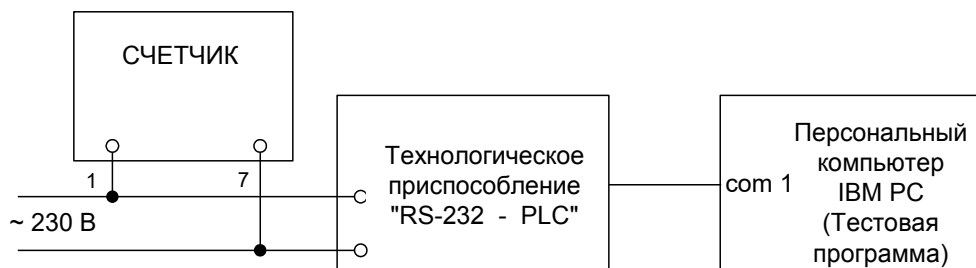 СЧЕТЧИК
1
7
~ 230 В
Технологическое
приспособление
"RS-232 - PLC"
com 1
Персональный
компьютер
IBM PC
(Тестовая
программа)